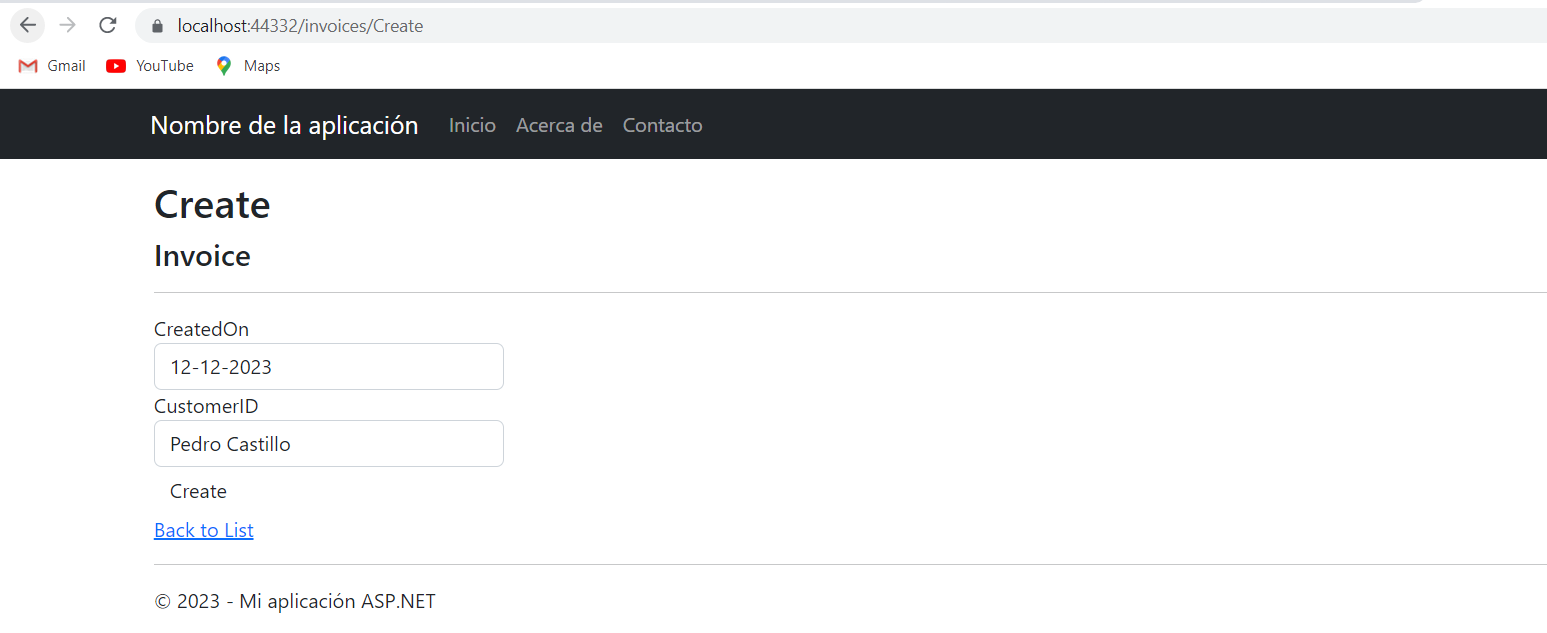 localhost:44332/invoices/Create
Gmail YouTube Maps
Nombre de la aplicación Inicio Acerca de Contacto
Create
Invoice
CreatedOn
12-12-2023
CustomerID
Pedro Castillo
Create
Back to List
© 2023 - Mi aplicación ASP.NET